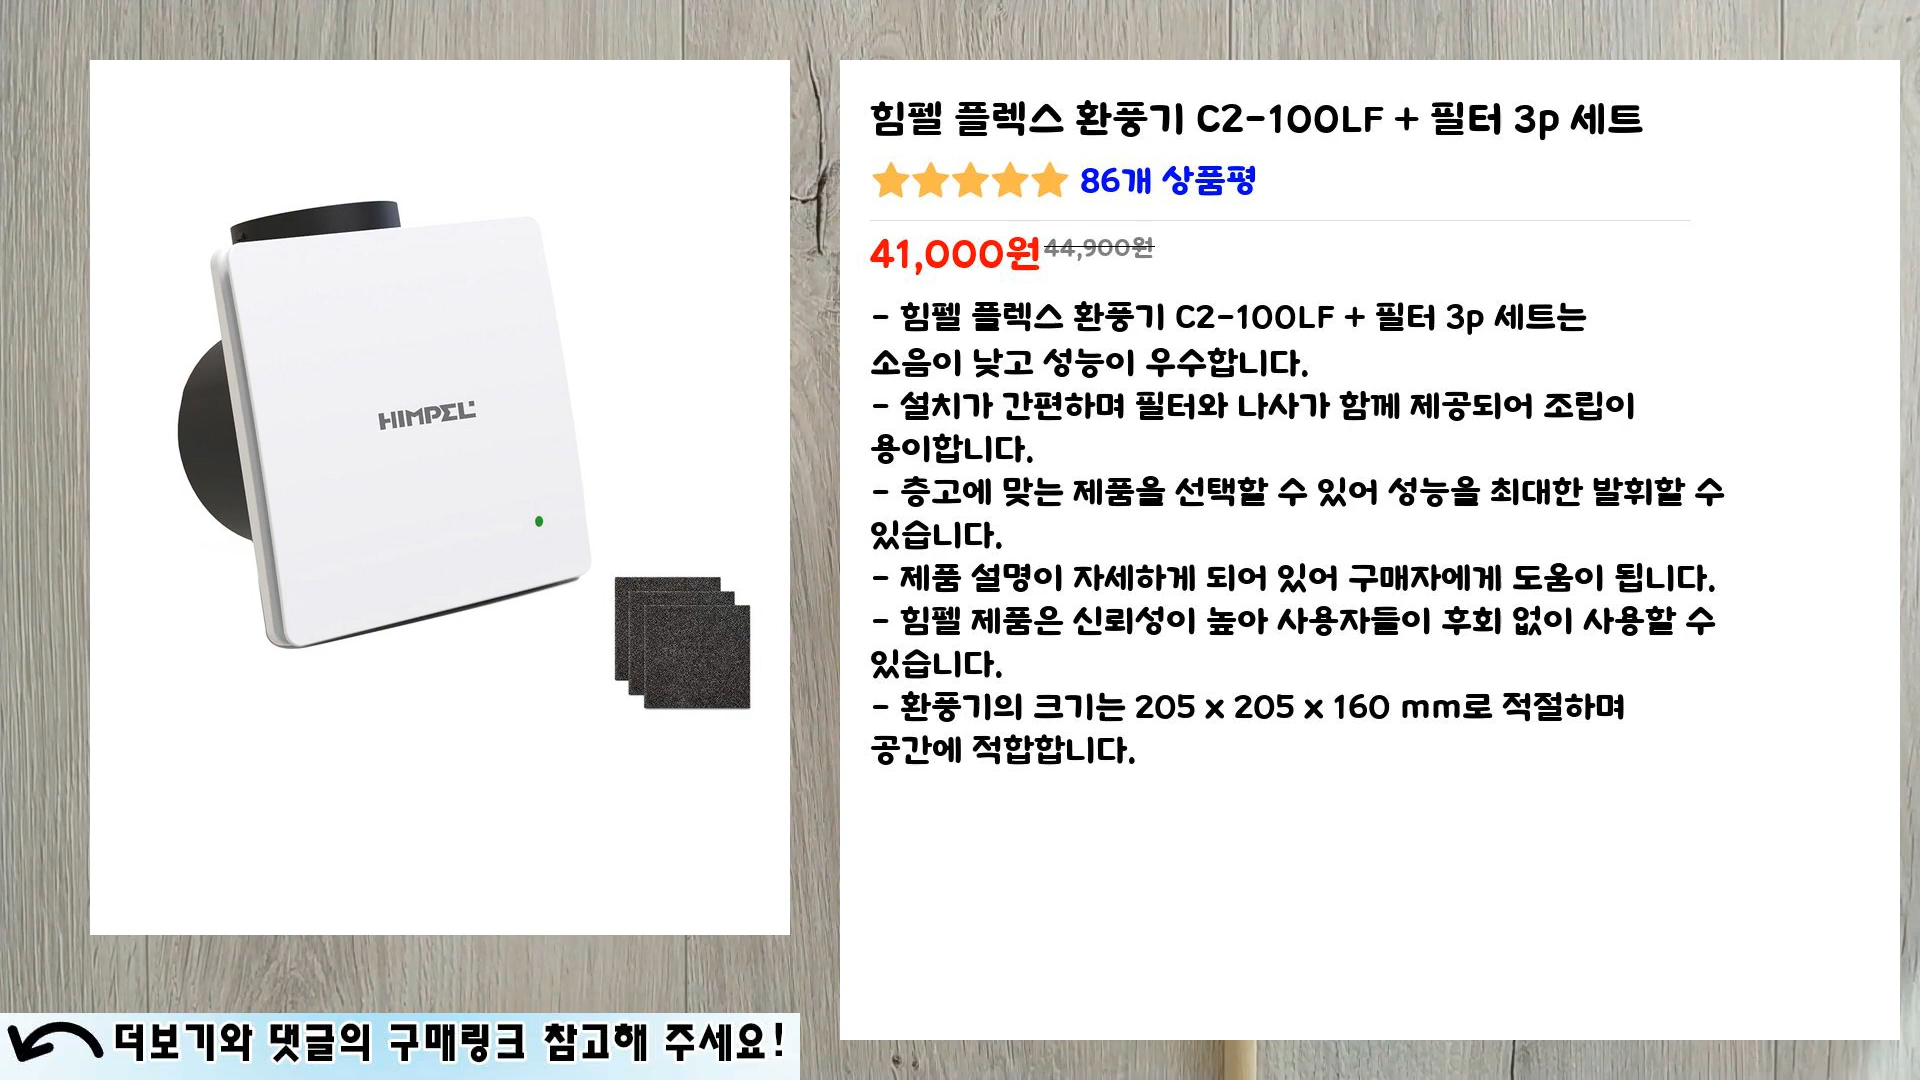 HIMPEL
힘펠 플렉스 환풍기 C2-100LF + 필터 3p 세트
86개 상품평
41,000원 44,900원
- 힘펠 플렉스 환풍기 C2-100LF + 필터 3p 세트는
소음이 낮고 성능이 우수합니다.
- 설치가 간편하며 필터와 나사가 함께 제공되어 조립이
용이합니다.
- 층고에 맞는 제품을 선택할 수 있어 성능을 최대한 발휘할 수
있습니다.
- 제품 설명이 자세하게 되어 있어 구매자에게 도움이 됩니다.
- 힘펠 제품은 신뢰성이 높아 사용자들이 후회 없이 사용할 수
있습니다.
- 환풍기의 크기는 205 x 205 x 160 mm로 적절하며
공간에 적합합니다.
더보기와 댓글의 구매링크 참고해 주세요!